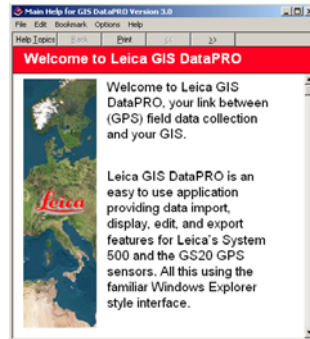 Main Help for GIS DataPRO Version 3.0
File Edit Bookmark Options Help
Help Topics Back Print << >>
Welcome to Leica GIS DataPRO
Welcome to Leica GIS
DataPRO, your link between
(GPS) field data collection
and your GIS.
Leica GIS DataPRO is an
easy to use application
providing data import,
display, edit, and export
features for Leica's System
500 and the GS20 GPS
sensors. All this using the
familiar Windows Explorer
style interface.
Leica